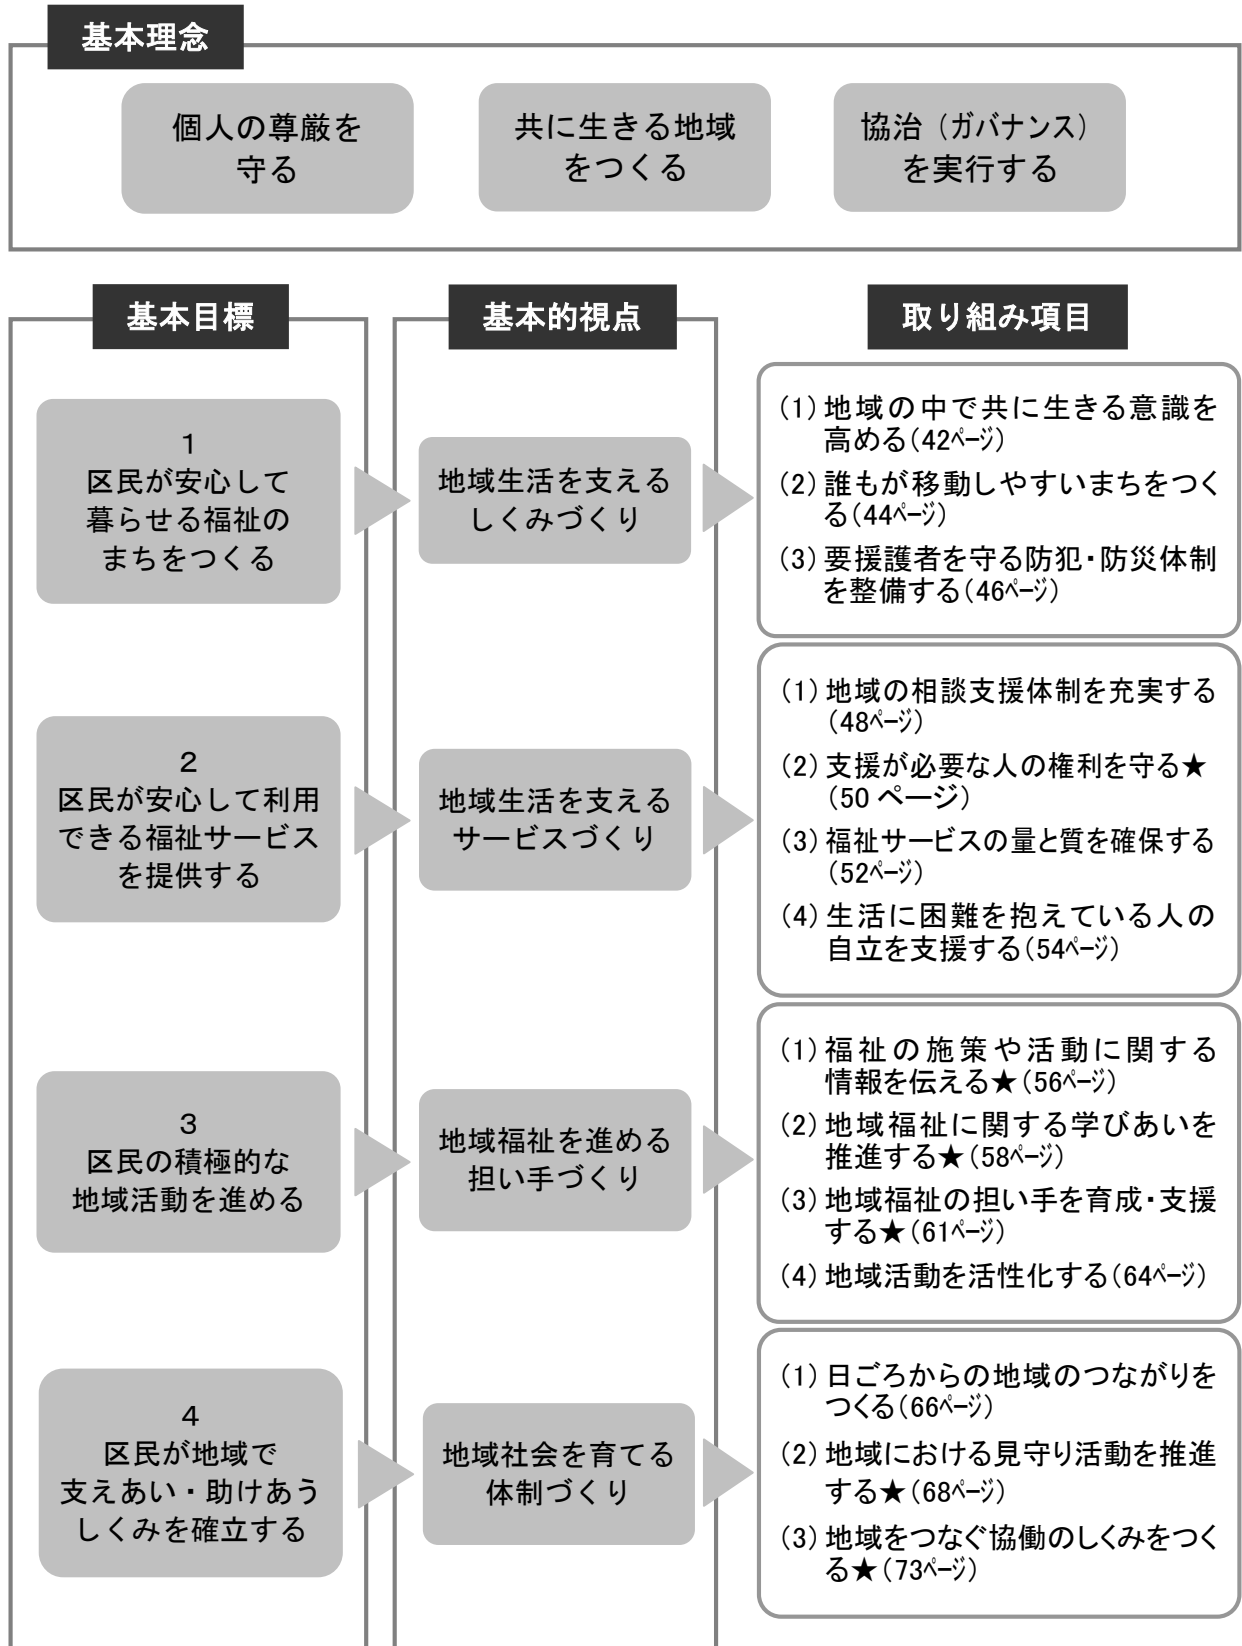 基本理念
個人の尊厳を
守る
共に生きる地域
をつくる
協治（ガバナンス）
を実行する
基本目標
基本的視点
取り組み項目
1
区民が安心して
暮らせる福祉の
まちをつくる
地域生活を支える
しくみづくり
(1)地域の中で共に生きる意識を
高める(42ページ)
(2)誰もが移動しやすいまちをつく
る(44ページ)
(3)要援護者を守る防犯・防災体制
を整備する(46ページ)
2
区民が安心して利用
できる福祉サービス
を提供する
地域生活を支える
サービスづくり
(1)地域の相談支援体制を充実する
(48ページ)
(2)支援が必要な人の権利を守る★
(50 ページ)
(3)福祉サービスの量と質を確保する
(52ページ)
(4)生活に困難を抱えている人の
自立を支援する(54ページ)
3
区民の積極的な
地域活動を進める
地域福祉を進める
担い手づくり
(1)福祉の施策や活動に関する
情報を伝える★(56ページ)
(2)地域福祉に関する学びあいを
推進する★(58ページ)
(3)地域福祉の担い手を育成・支援
する★(61ページ)
(4)地域活動を活性化する(64ページ)
4
区民が地域で
支えあい・助けあう
しくみを確立する
地域社会を育てる
体制づくり
(1)日ごろからの地域のつながりを
つくる(66ページ)
(2)地域における見守り活動を推進
する★(68ページ)
(3)地域をつなぐ協働のしくみをつく
る★(73ページ)